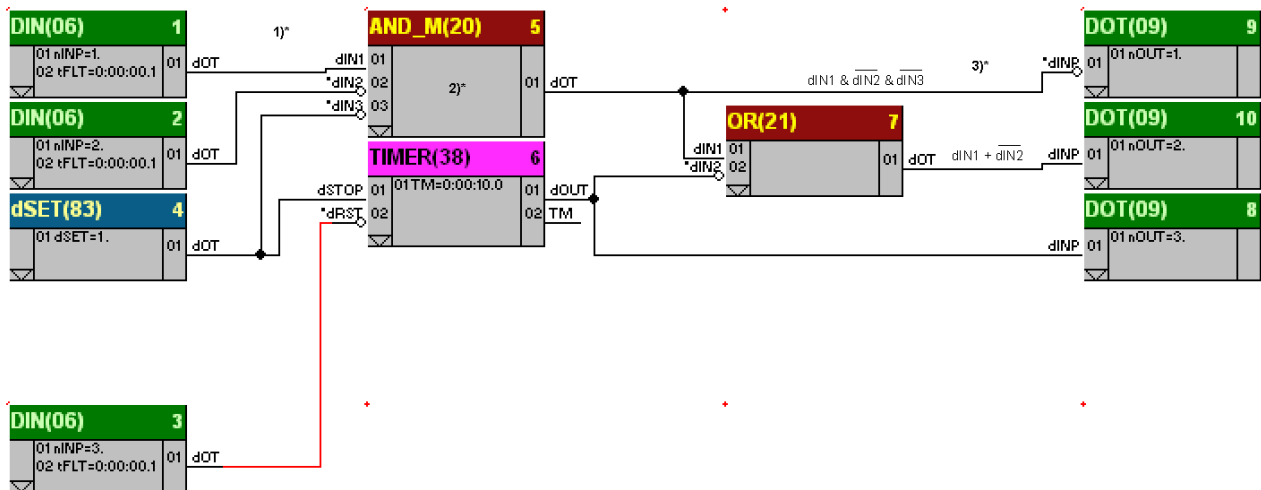 DIN(06) 1
01 nINP=1.
02 tFLT=0:00:00.1
01 dOT
1)*
AND_M(20) 5
dIN1 01
*dIN2 02
*dIN3 03
2)*
01 dOT
dIN1 & dIN2 & dIN3
3)*
DOT(09) 9
*dINP 01
01 nOUT=1.
DIN(06) 2
01 nINP=2.
02 tFLT=0:00:00.1
01 dOT
OR(21) 7
dIN1 01
*dIN2 02
01 dOT
dIN1 + dIN2
DOT(09) 10
dINP 01
01 nOUT=2.
TIMER(38) 6
dSTOP 01
*dRST 02
01 TM=0:00:10.0
01 dOUT
02 TM
dSET(83) 4
01 dSET=1.
01 dOT
DOT(09) 8
dINP 01
01 nOUT=3.
DIN(06) 3
01 nINP=3.
02 tFLT=0:00:00.1
01 dOT